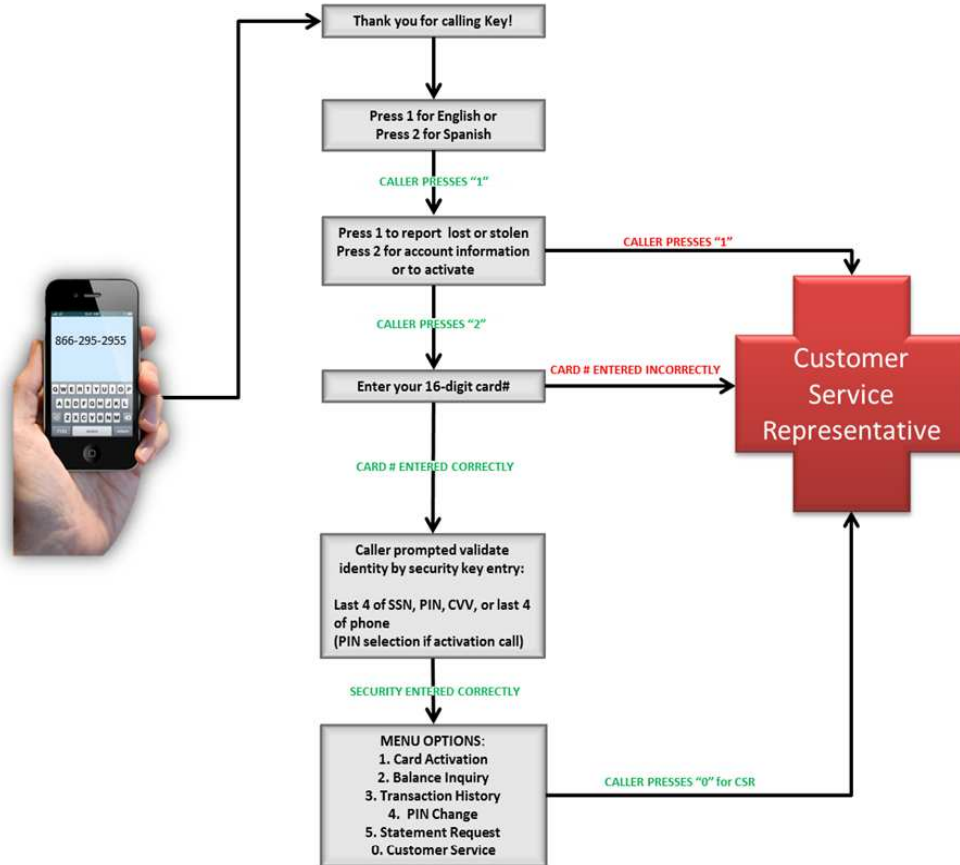 Thank you for calling Key!
Press 1 for English or
Press 2 for Spanish
CALLER PRESSES “1”
Press 1 to report lost or stolen
Press 2 for account information
or to activate
CALLER PRESSES “1”
CALLER PRESSES “2”
866-295-2955
Q W E R T Y U I O P
A S D F G H J K L
Z X C V B N M
Enter your 16-digit card#
CARD # ENTERED INCORRECTLY
Customer
Service
Representative
CARD # ENTERED CORRECTLY
Caller prompted validate
identity by security key entry:
Last 4 of SSN, PIN, CVV, or last 4
of phone
(PIN selection if activation call)
SECURITY ENTERED CORRECTLY
MENU OPTIONS:
1. Card Activation
2. Balance Inquiry
3. Transaction History
4. PIN Change
5. Statement Request
0. Customer Service
CALLER PRESSES “0” for CSR